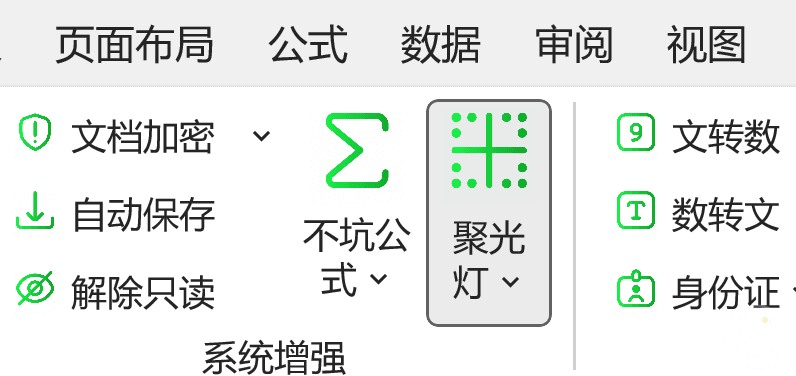 页面布局 公式 数据 审阅 视图
文档加密
自动保存
解除只读
不坑公
式
聚光
灯
系统增强
文转数
数转文
身份证